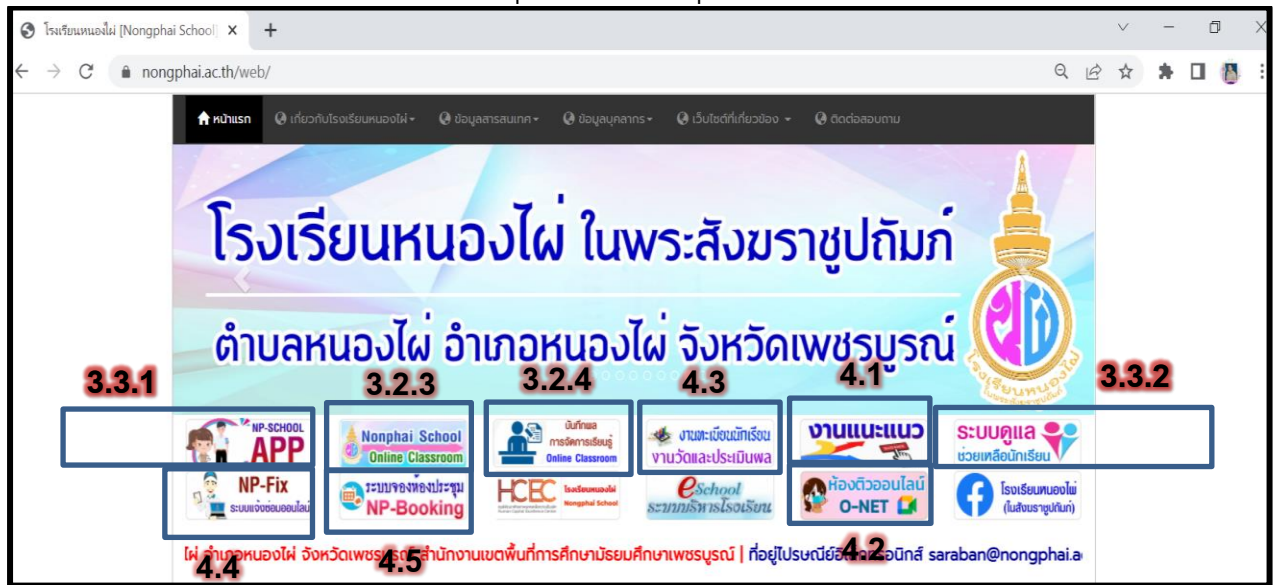 โรงเรียนหนองไผ่ [Nongphai School]
nongphai.ac.th/web/
หน้าแรก เกี่ยวกับโรงเรียนหนองไผ่ ข้อมูลสารสนเทศ ข้อมูลบุคลากร เว็บไซต์ที่เกี่ยวข้อง ติดต่อสอบถาม
โรงเรียนหนองไผ่ ในพระสังฆราชูปถัมภ์
ตำบลหนองไผ่ อำเภอหนองไผ่ จังหวัดเพชรบูรณ์
3.3.1 3.2.3 3.2.4 4.3 4.1 3.3.2
NP-SCHOOL
APP
Nonphai School
Online Classroom
บันทึกผล
การจัดการเรียนรู้
Online Classroom
งานทะเบียนนักเรียน
งานวัดและประเมินผล
งานแนะแนว
ระบบดูแล
ช่วยเหลือนักเรียน
NP-Fix
ระบบแจ้งซ่อมออนไลน์
ระบบจองห้องประชุม
NP-Booking
HCEC
Human Capital Excellence Center
โรงเรียนหนองไผ่
Nongphai School
eSchool
ระบบบริหารโรงเรียน
ห้องติวออนไลน์
O-NET
โรงเรียนหนองไผ่
(ในสังฆราชูปถัมภ์)
ไผ่ อำเภอหนองไผ่ จังหวัดเพชรบูรณ์ สำนักงานเขตพื้นที่การศึกษามัธยมศึกษาเพชรบูรณ์ | ที่อยู่ไปรษณีย์อิเล็กทรอนิกส์ saraban@nongphai.a
4.4 4.5 4.2